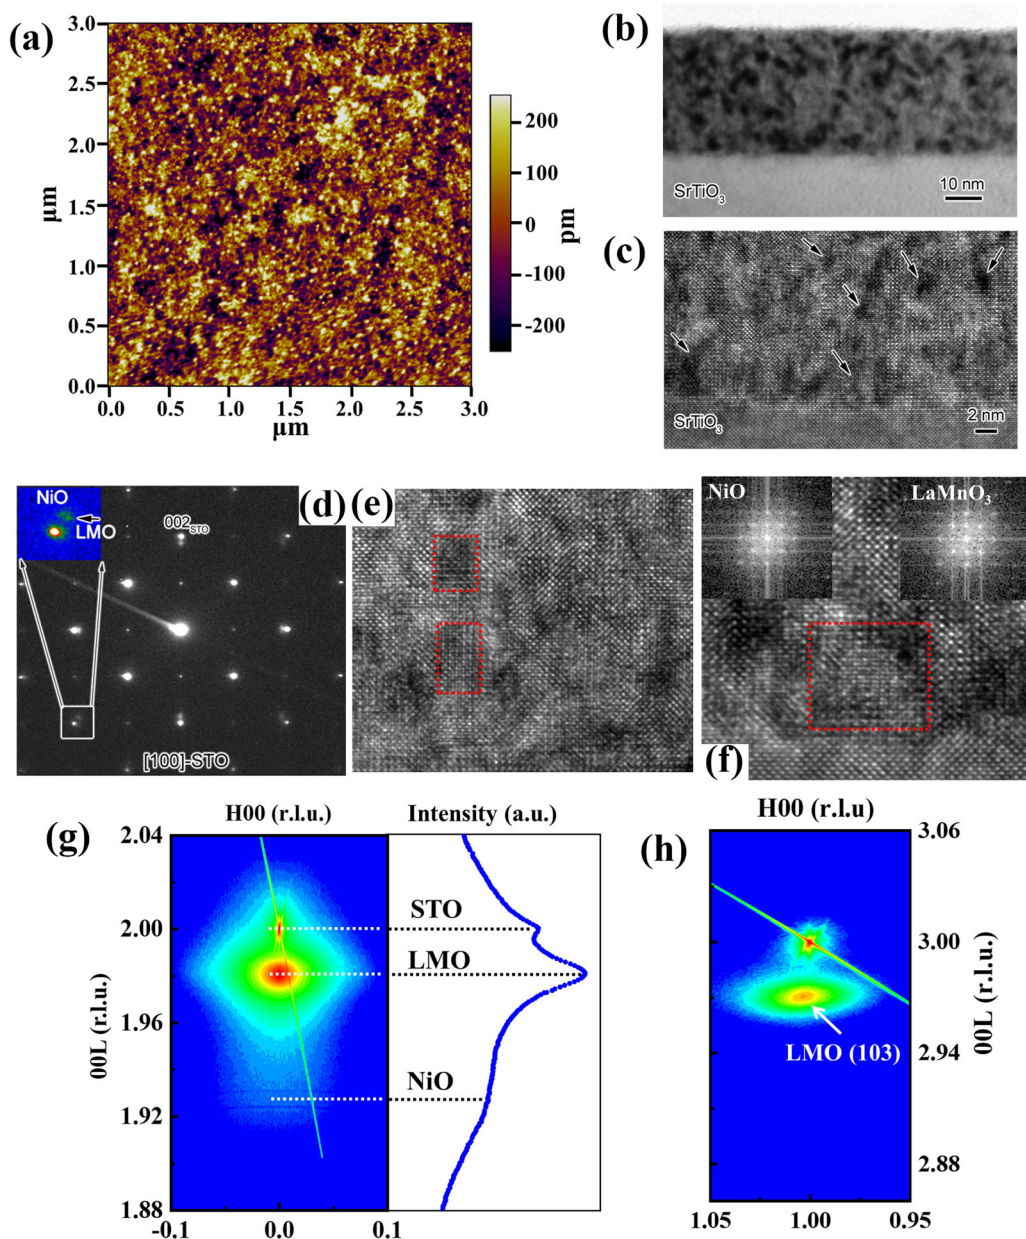 (a)
3.0
2.5
2.0
1.5
1.0
0.5
0.0
µm
0.0 0.5 1.0 1.5 2.0 2.5 3.0
µm
200
100
0
-100
-200
pm
(b)
SrTiO3
10 nm
(c)
SrTiO3
2 nm
(d)
NiO
LMO
002STO
[100]-STO
(e)
NiO
LaMnO3
(f)
(g)
H00 (r.l.u.) Intensity (a.u.)
2.04
2.00
1.96
1.92
1.88
00L (r.l.u.)
STO
LMO
NiO
-0.1 0.0 0.1
(h)
H00 (r.l.u)
3.06
3.00
2.94
2.88
00L (r.l.u.)
LMO (103)
1.05 1.00 0.95